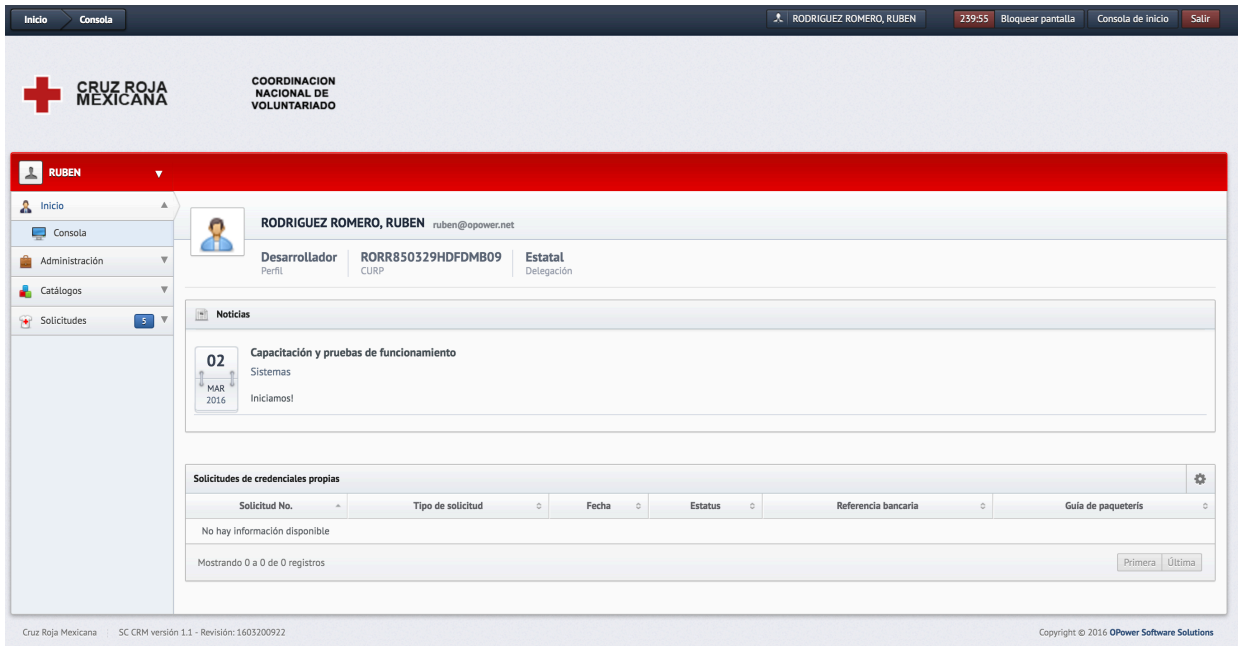 Inicio Consola RODRIGUEZ ROMERO, RUBEN 239:55 Bloquear pantalla Consola de inicio Salir
CRUZ ROJA
MEXICANA
COORDINACION
NACIONAL DE
VOLUNTARIADO
RUBEN
Inicio
Consola
Administración
Catálogos
Solicitudes 5
RODRIGUEZ ROMERO, RUBEN ruben@opower.net
Desarrollador RORR850329HDFDMB09 Estatal
Perfil CURP Delegación
Noticias
02
MAR
2016
Capacitación y pruebas de funcionamiento
Sistemas
Iniciamos!
Solicitudes de credenciales propias
Solicitud No. Tipo de solicitud Fecha Estatus Referencia bancaria Guia de paqueteris
No hay información disponible
Mostrando 0 a 0 de 0 registros Primera Última
Cruz Roja Mexicana SC CRM versión 1.1 - Revisión: 1603200922 Copyright © 2016 OPower Software Solutions